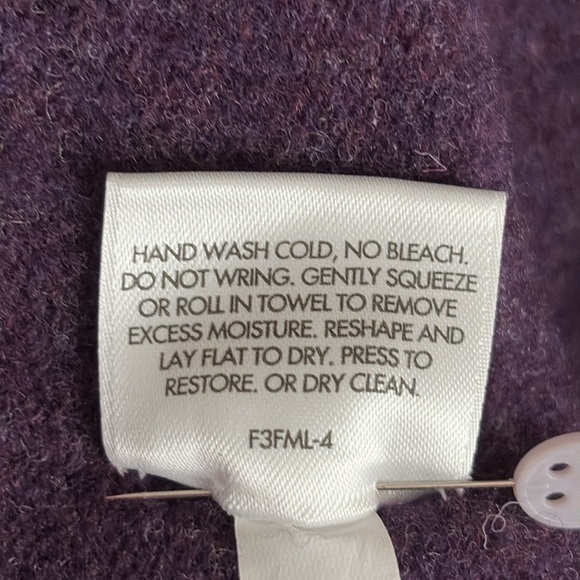 HAND WASH COLD, NO BLEACH.
DO NOT WRING. GENTLY SQUEEZE
OR ROLL IN TOWEL TO REMOVE
EXCESS MOISTURE. RESHAPE AND
LAY FLAT TO DRY. PRESS TO
RESTORE. OR DRY CLEAN.
F3FML-4